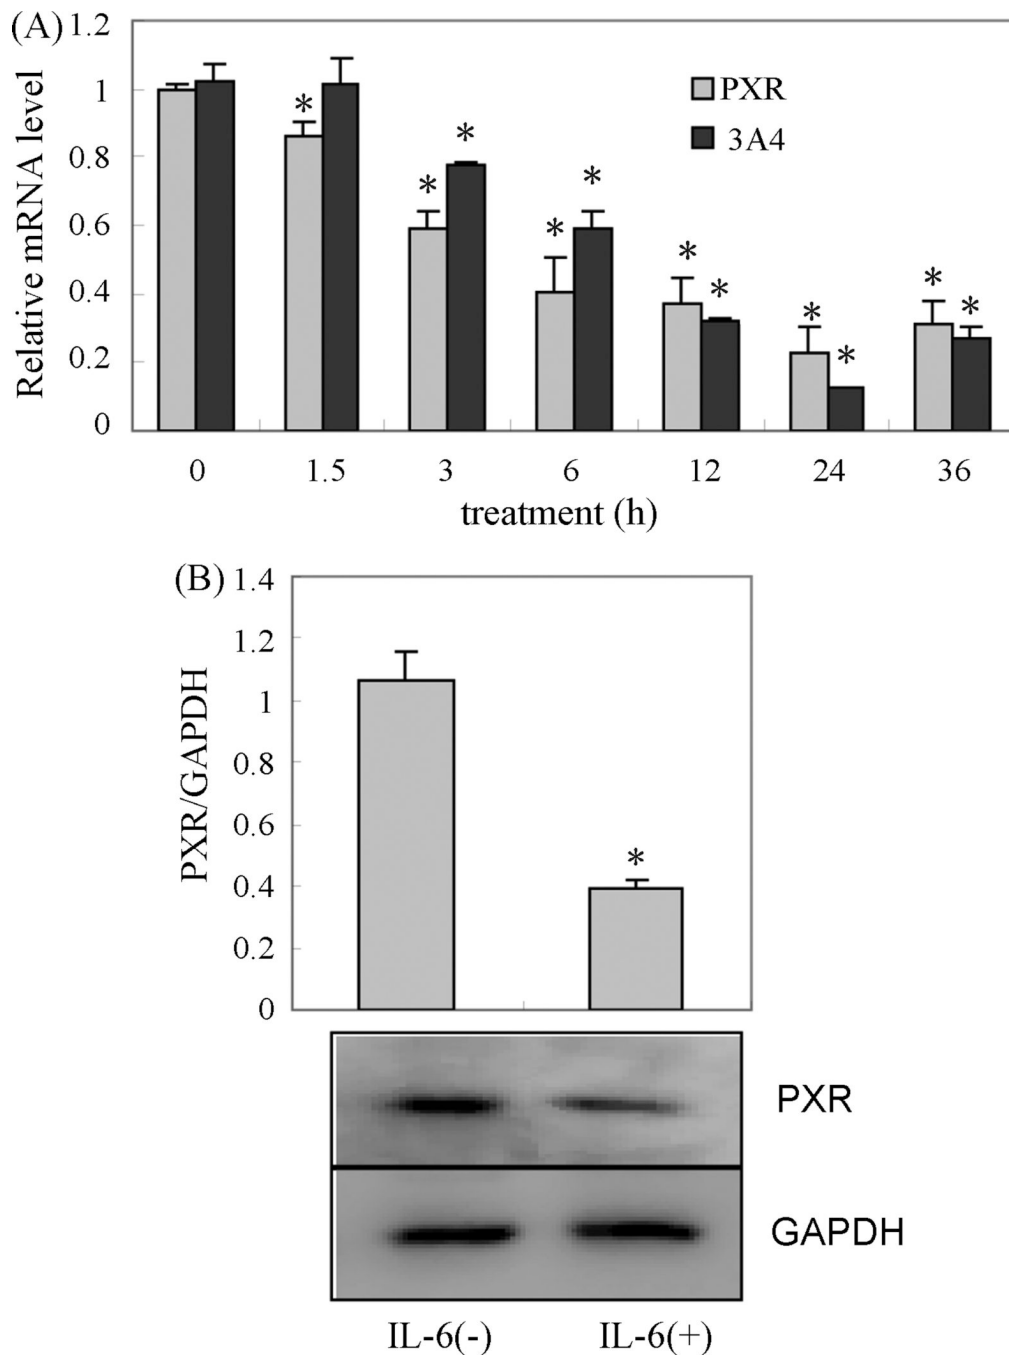 (A)
Relative mRNA level
1.2
1
0.8
0.6
0.4
0.2
0
PXR
3A4
* * * * * * * * * * *
0 1.5 3 6 12 24 36
treatment (h)
(B)
PXR/GAPDH
1.4
1.2
1
0.8
0.6
0.4
0.2
0
*
PXR
GAPDH
IL-6(-) IL-6(+)